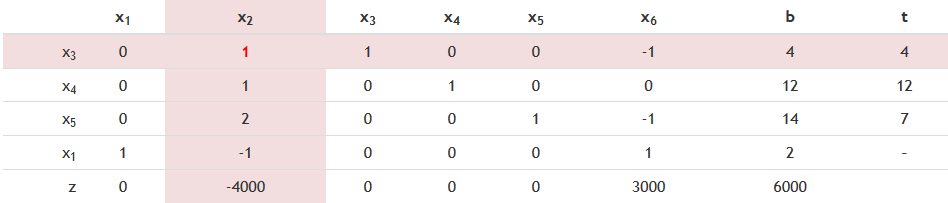 x₁ x₂ x₃ x₄ x₅ x₆ b t
x₃ 0 1 1 0 0 -1 4 4
x₄ 0 1 0 1 0 0 12 12
x₅ 0 2 0 0 1 -1 14 7
x₁ 1 -1 0 0 0 1 2 -
z 0 -4000 0 0 0 3000 6000